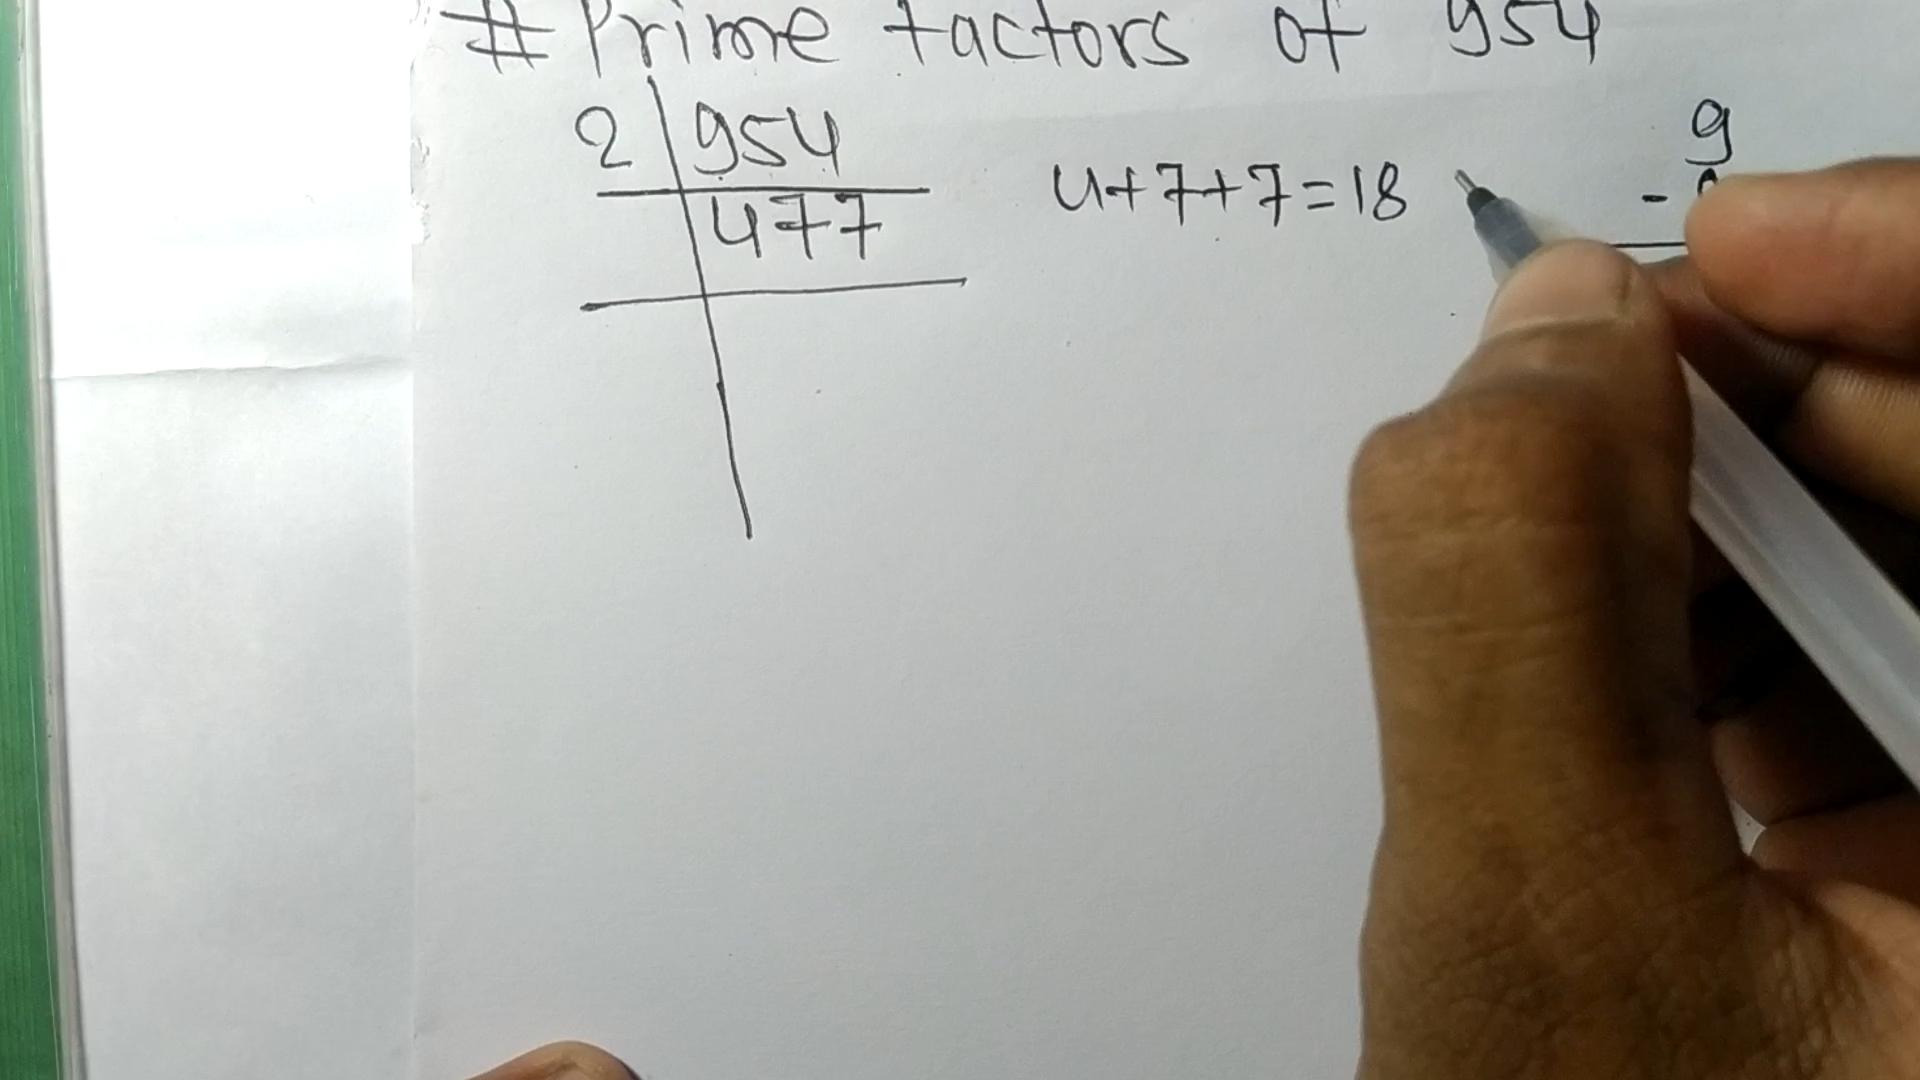 # Prime factors of 954
2 | 954
477
4+7+7=18
9
-